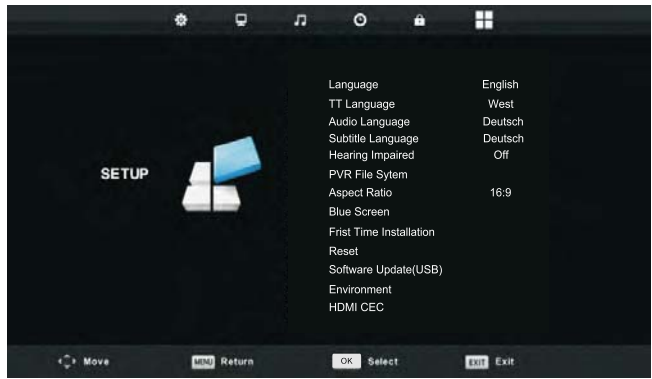 Language English
TT Language West
Audio Language Deutsch
Subtitle Language Deutsch
Hearing Impaired Off
SETUP
PVR File Sytem
Aspect Ratio 16:9
Blue Screen
Frist Time Installation
Reset
Software Update(USB)
Environment
HDMI CEC
Move MENU Return OK Select EXIT Exit